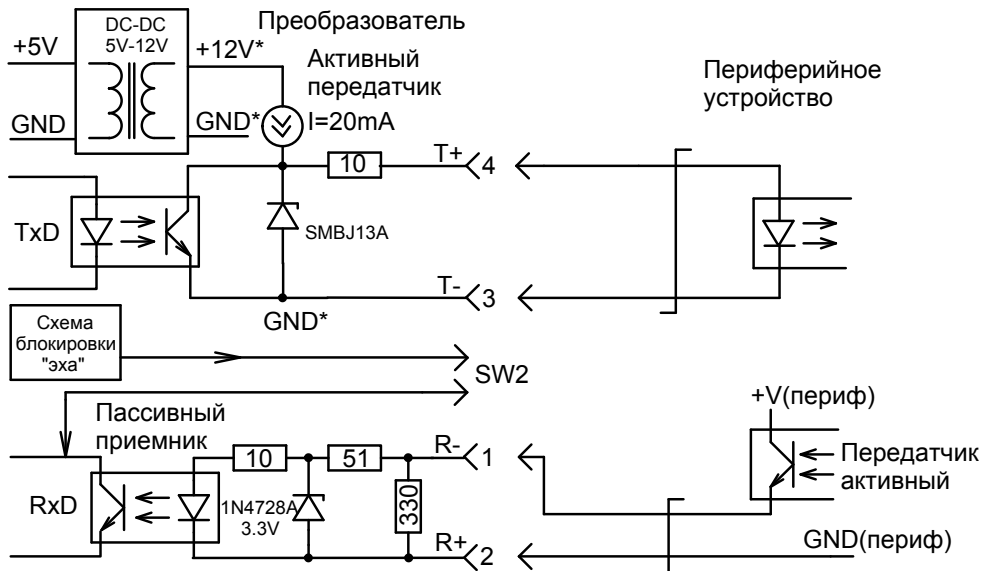 DC-DC
5V-12V
Преобразователь
+5V
+12V*
Активный
передатчик
Периферийное
устройство
GND
GND*
I=20mA
10
T+
4
TxD
SMBJ13A
T-
3
GND*
Схема
блокировки
"эха"
SW2
+V(периф)
Пассивный
приемник
10
51
R-
1
Передатчик
активный
RxD
1N4728A
3.3V
330
R+
2
GND(периф)